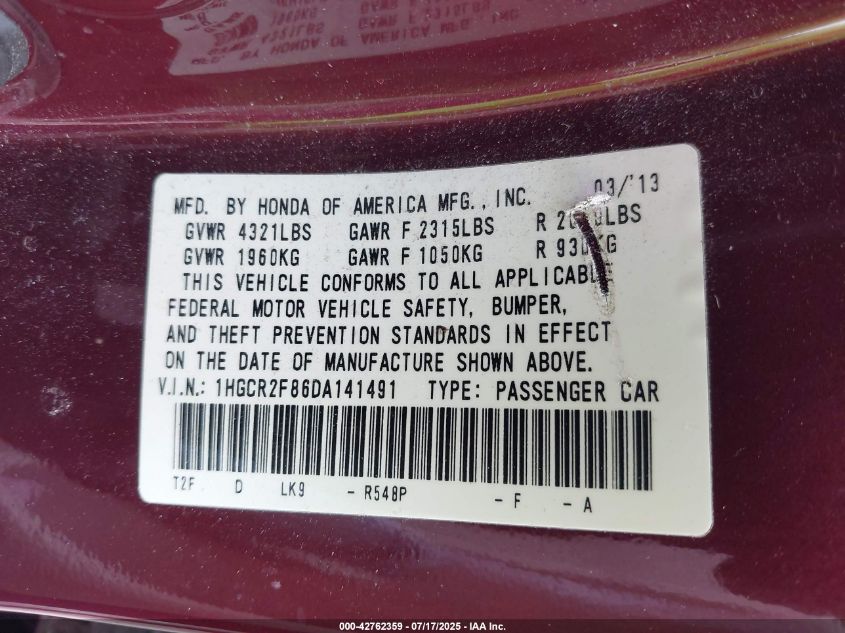 MFD. BY HONDA OF AMERICA MFG., INC. 03/'13
GVWR 4321LBS GAWR F 2315LBS R
GVWR 1960KG GAWR F 1050KG R
THIS VEHICLE CONFORMS TO ALL APPLICABLE
FEDERAL MOTOR VEHICLE SAFETY, BUMPER,
AND THEFT PREVENTION STANDARDS IN EFFECT
ON THE DATE OF MANUFACTURE SHOWN ABOVE.
V.I.N.: 1HGCR2F86DA141491 TYPE: PASSENGER CAR
T2F D LK9 - R548P - F - A
000-42762359 - 07/17/2025 - IAA Inc.